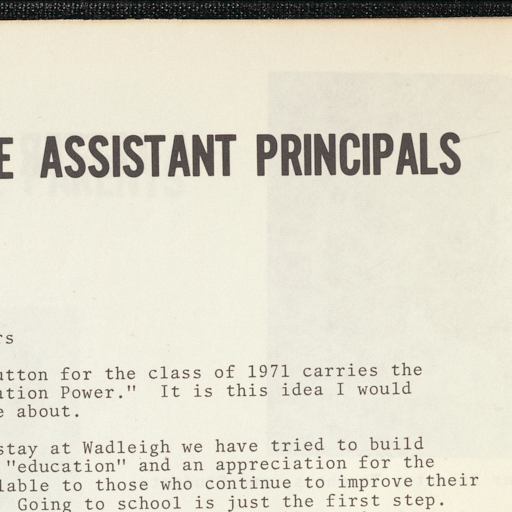 E ASSISTANT PRINCIPALS
rs
utton for the class of 1971 carries the
ation Power." It is this idea I would
e about.
stay at Wadleigh we have tried to build
"education" and an appreciation for the
lable to those who continue to improve their
Going to school is just the first step.